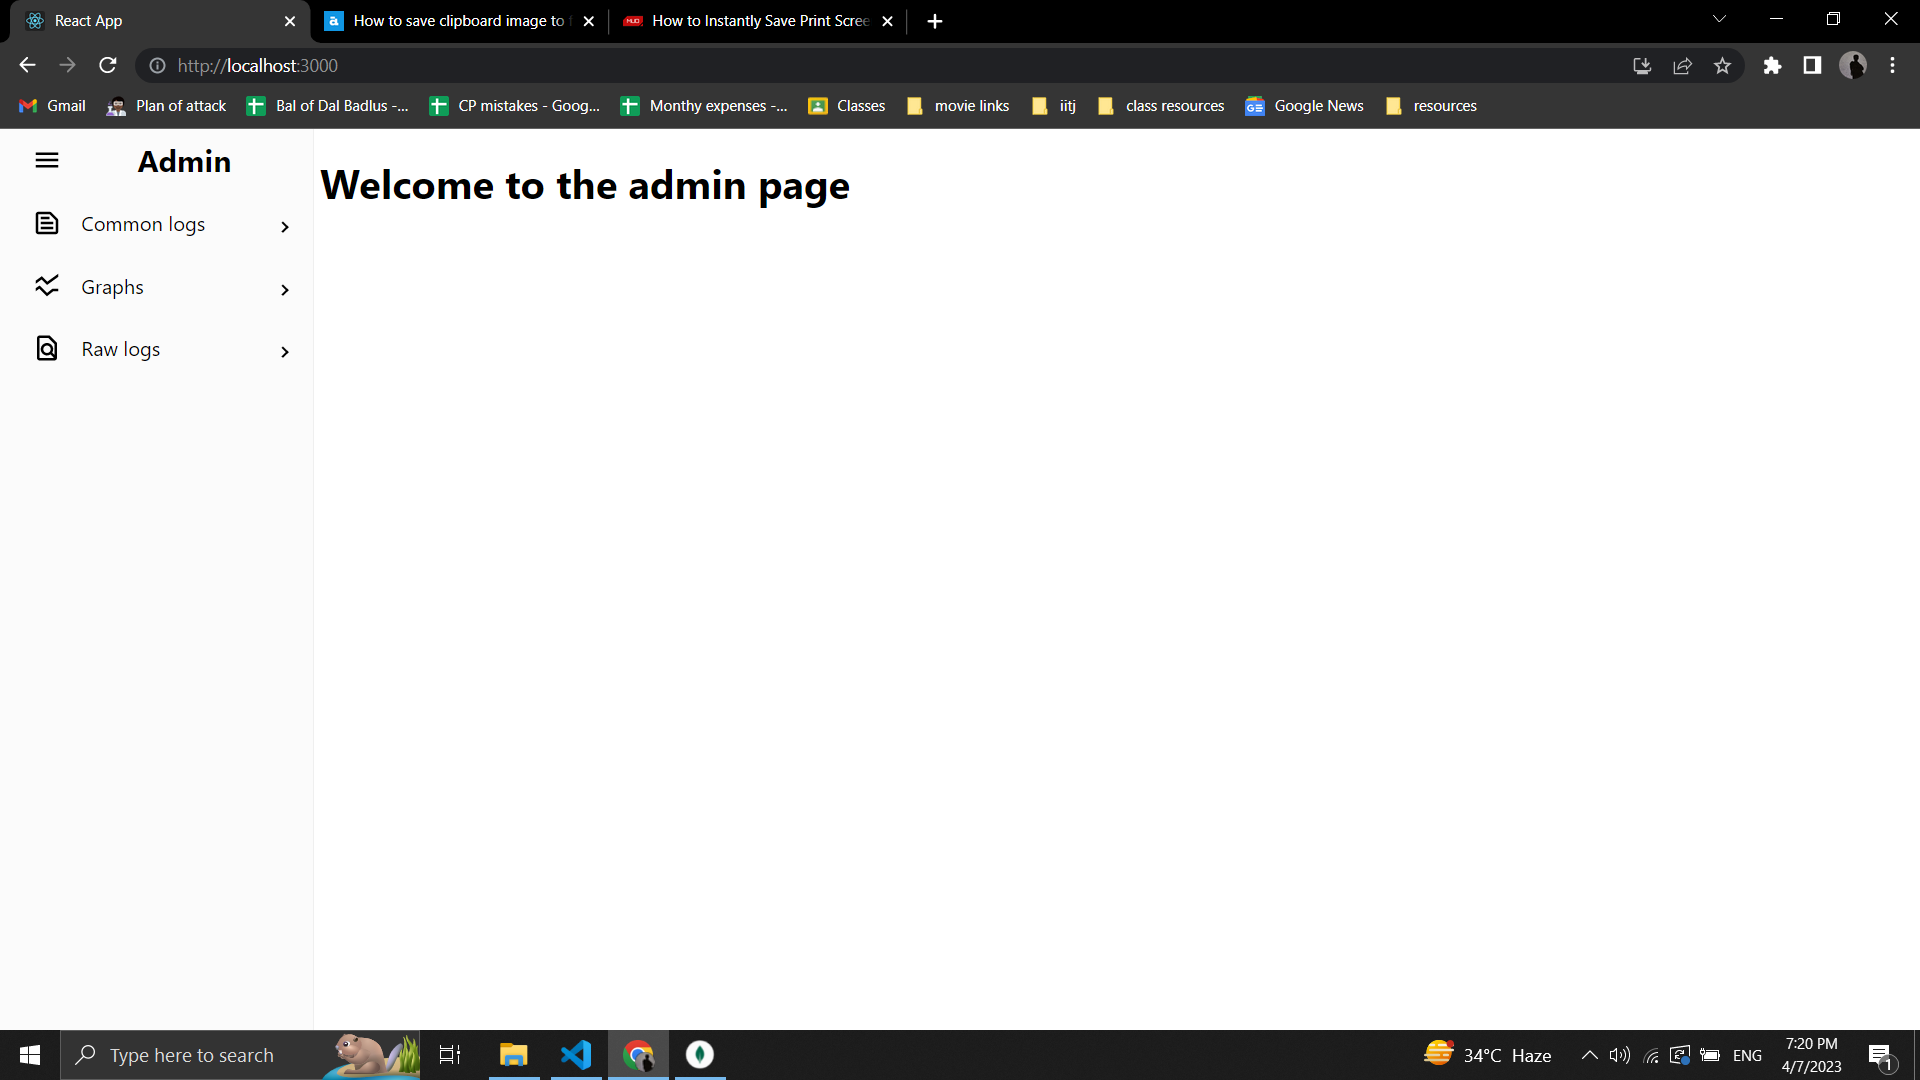 React App
How to save clipboard image to
How to Instantly Save Print Scree
http://localhost:3000
Gmail Plan of attack Bal of Dal Badlus -... CP mistakes - Goog... Monthy expenses -... Classes movie links iitj class resources Google News resources
Admin
Common logs
Graphs
Raw logs
Welcome to the admin page
Type here to search
34°C Haze
ENG
7:20 PM
4/7/2023
1